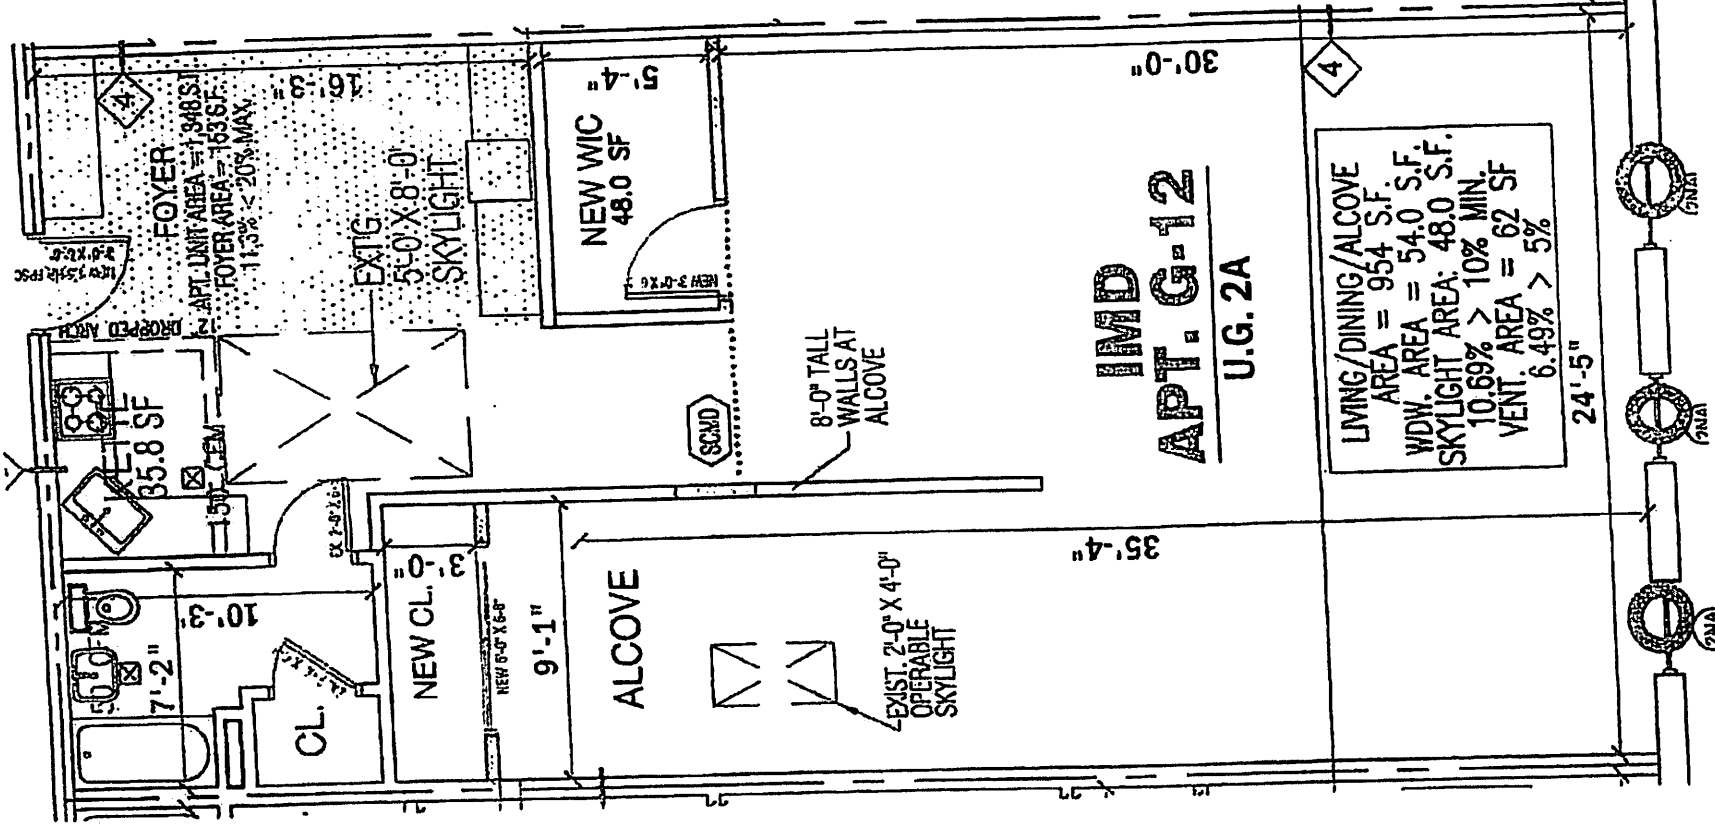 4
FOYER
APT. UNIT AREA = 1,348 S.F.
FOYER AREA = 153 S.F.
11.3% < 20% MAX.
16'-3"
EXTG
5'-0" X 8'-0"
SKYLIGHT
12" DROPPED ARCH
35.8 SF
150 CFM
5'-4"
NEW WIC
48.0 SF
NEW 3'-0" X 6
30'-0"
4
SCMD
8'-0" TALL
WALLS AT
ALCOVE
IMD
APT. G-12
U.G. 2A
LIVING/DINING/ALCOVE
AREA = 954 S.F.
WDW. AREA = 54.0 S.F.
SKYLIGHT AREA: 48.0 S.F.
10.69% > 10% MIN.
VENT. AREA = 62 SF
6.49% > 5%
24'-5"
10'-3"
7'-2"
CL.
3'-0"
NEW CL.
NEW 6'-0" X 6-8"
9'-1"
ALCOVE
35'-4"
EXIST. 2'-0" X 4'-0"
OPERABLE
SKYLIGHT